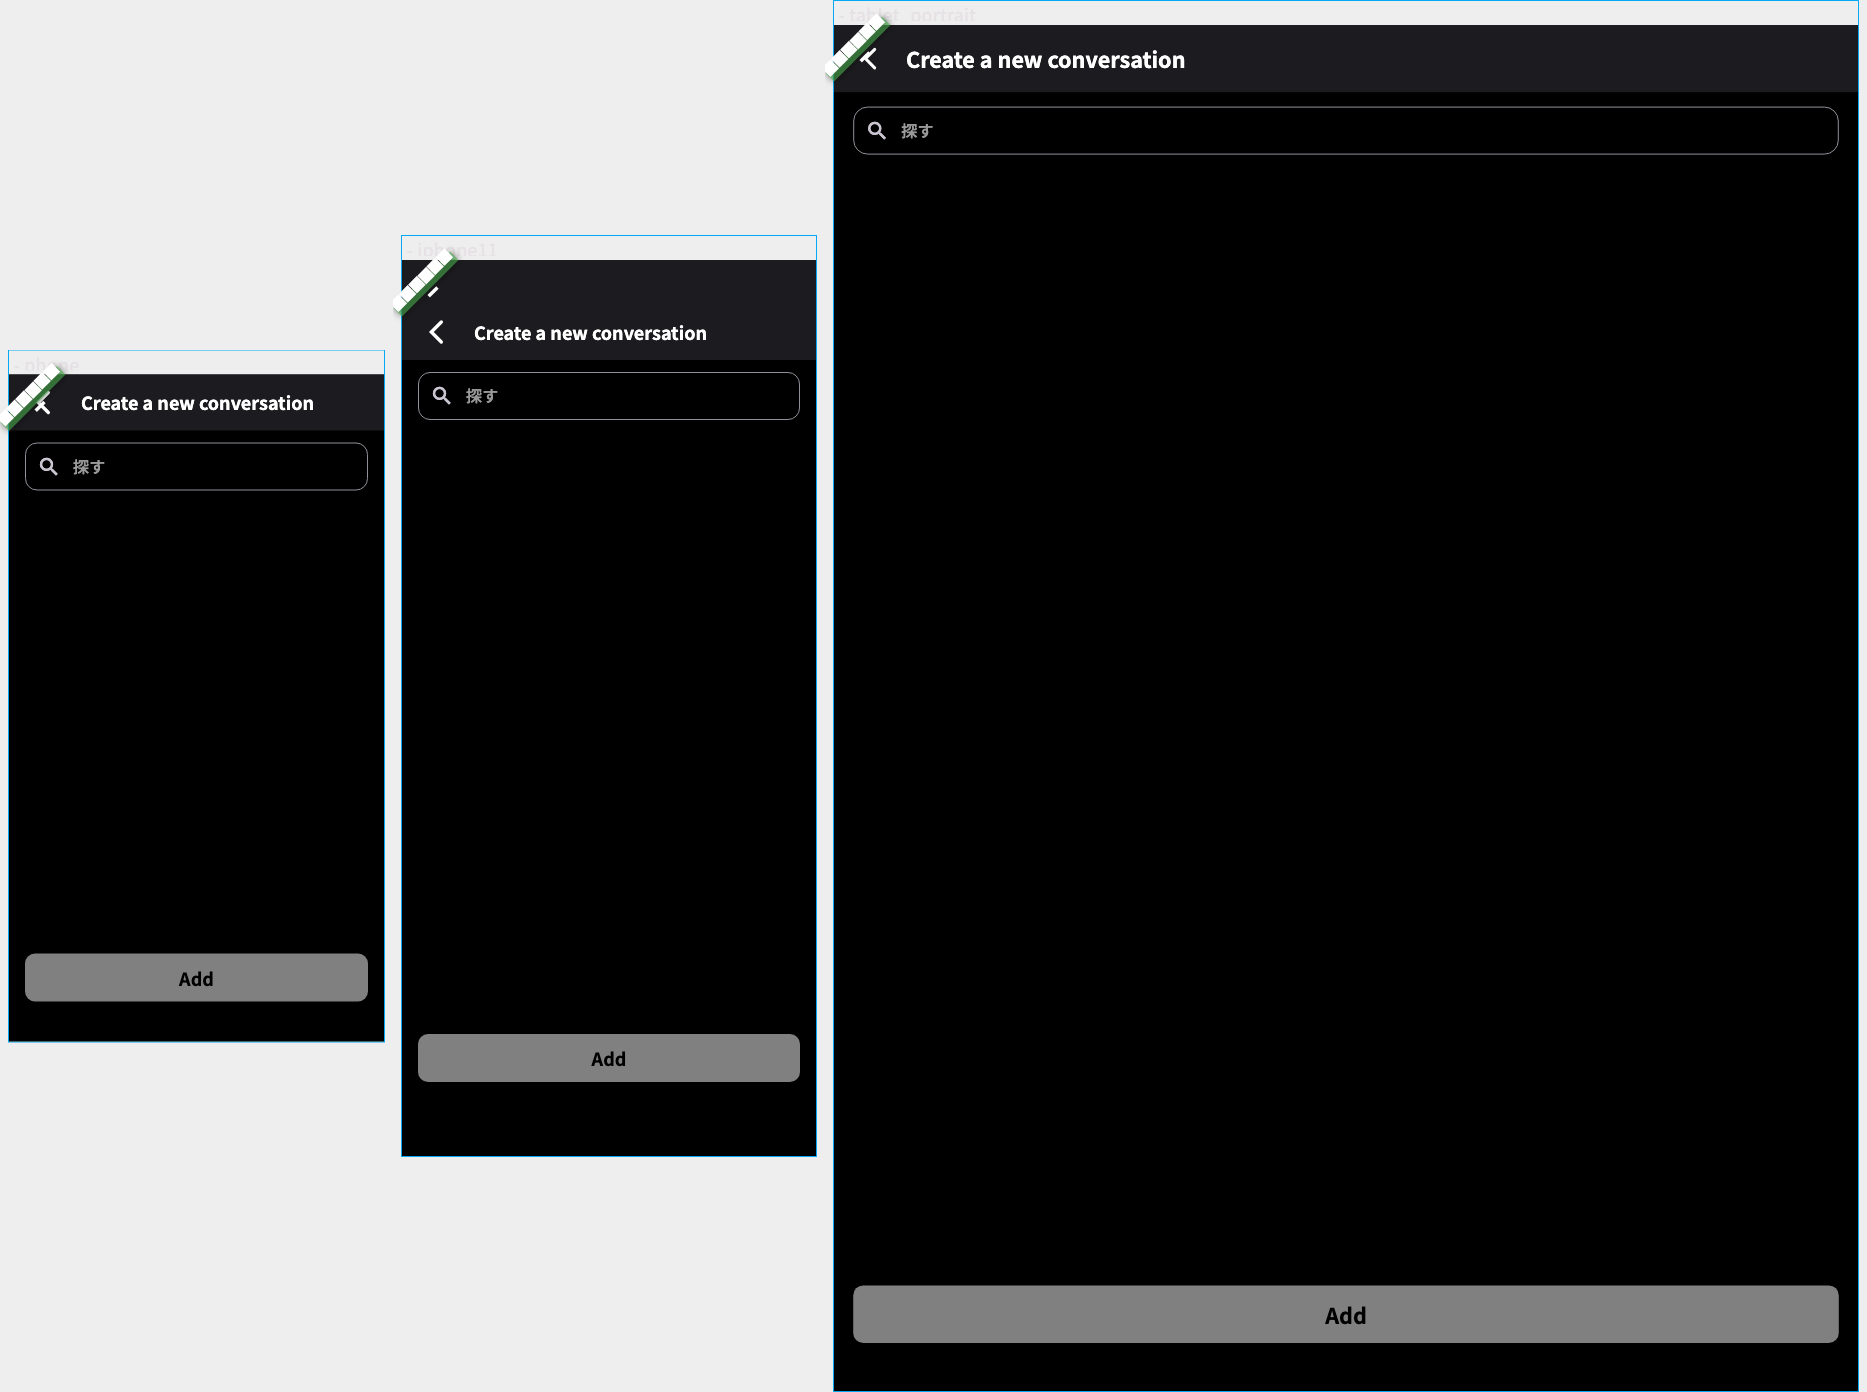 - phone
Create a new conversation
探す
Add
- iphone11
Create a new conversation
探す
Add
- tablet_portrait
Create a new conversation
探す
Add